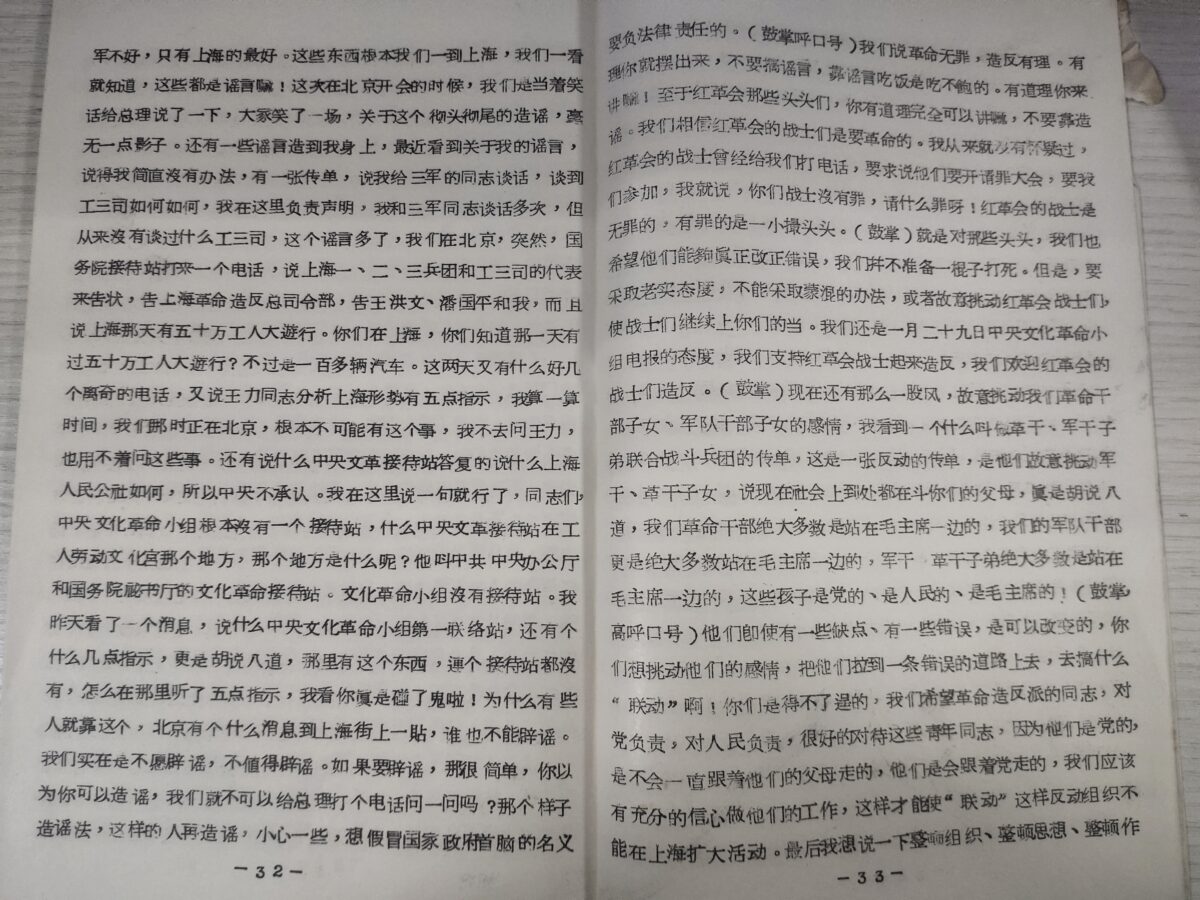 军不好，只有上海的最好。这些东西根本我们一到上海，我们一看
就知道，这些都是谣言嘛！这次在北京开会的时候，我们是当着笑
话给总理说了一下，大家笑了一场，关于这个彻头彻尾的造谣，毫
无一点影子。还有一些谣言造到我身上，最近看到关于我的谣言，
说得我简直沒有办法，有一张传单，说我给三军的同志谈话，谈到
工三司如何如何，我在这里负责声明，我和三军同志谈话多次，但
从来沒有谈过什么工三司，这个谣言多了，我们在北京，突然，国
务院接待站打来一个电话，说上海一、二、三兵团和工三司的代表
来告状，告上海革命造反总司令部，告王洪文、潘国平和我，而且
说上海那天有五十万工人大遊行。你们在上海，你们知道那一天有
过五十万工人大遊行？不过是一百多辆汽车。这两天又有什么好几
个离奇的电话，又说王力同志分析上海形势有五点指示，我算一算
时间，我们那时正在北京，根本不可能有这个事，我不去问王力，
也用不着问这些事。还有说什么中央文革接待站答复的说什么上海
人民公社如何，所以中央不承认。我在这里说一句就行了，同志们，
中央文化革命小组根本沒有一个接待站，什么中央文革接待站在工
人劳动文化宫那个地方，那个地方是什么呢？他叫中共中央办公厅
和国务院秘书厅的文化革命接待站。文化革命小组沒有接待站。我
昨天看了一个消息，说什么中央文化革命小组第一联络站，还有个
什么几点指示，更是胡说八道，那里有这个东西，连个接待站都沒
有，怎么在那里听了五点指示，我看你真是碰了鬼啦！为什么有些
人就靠这个，北京有个什么消息到上海街上一贴，谁也不能辟谣。
我们实在是不愿辟谣，不值得辟谣。如果要辟谣，那很简单，你以
为你可以造谣，我们就不可以给总理打个电话问一问吗？那个样子
造谣法，这样的人再造谣，小心一些，想假冒国家政府首脑的名义
－32－
要负法律责任的。（鼓掌呼口号）我们说革命无罪，造反有理。有
理你就摆出来，不要搞谣言，靠谣言吃饭是吃不饱的。有道理你来
讲嘛！至于红革会那些头头们，你有道理完全可以讲嘛，不要靠造
谣。我们相信红革会的战士们是要革命的。我从来就没有怀疑过，
红革会的战士曾经给我们打电话，要求说他们要开请罪大会，要我
们参加，我就说，你们战士沒有罪，请什么罪呀！红革会的战士是
无罪的，有罪的是一小撮头头。（鼓掌）就是对那些头头，我们也
希望他们能夠真正改正错误，我们并不准备一棍子打死。但是，要
采取老实态度，不能采取蒙混的办法，或者故意挑动红革会战士们，
使战士们继续上你们的当。我们还是一月二十九日中央文化革命小
组电报的态度，我们支持红革会战士起来造反，我们欢迎红革会的
战士们造反。（鼓掌）现在还有那么一股风，故意挑动我们革命干
部子女、军队干部子女的感情，我看到一个什么叫做革干、军干子
弟联合战斗兵团的传单，这是一张反动的传单，是他们故意挑动军
干、革干子女，说现在社会上到处都在斗你们的父母，真是胡说八
道，我们革命干部绝大多数是站在毛主席一边的，我们的军队干部
更是绝大多数站在毛主席一边的，军干 革干子弟绝大多数是站在
毛主席一边的，这些孩子是党的、是人民的、是毛主席的！（鼓掌，
高呼口号）他们即使有一些缺点、有一些错误，是可以改变的，你
们想挑动他们的感情，把他们拉到一条错误的道路上去，去搞什么
“联动”啊！你们是得不了逞的，我们希望革命造反派的同志，对
党负责，对人民负责，很好的对待这些青年同志，因为他们是党的，
是不会一直跟着他们的父母走的，他们是会跟着党走的，我们应该
有充分的信心做他们的工作，这样才能使“联动”这样反动组织不
能在上海扩大活动。最后我想说一下整顿组织、整顿思想、整顿作
－33－